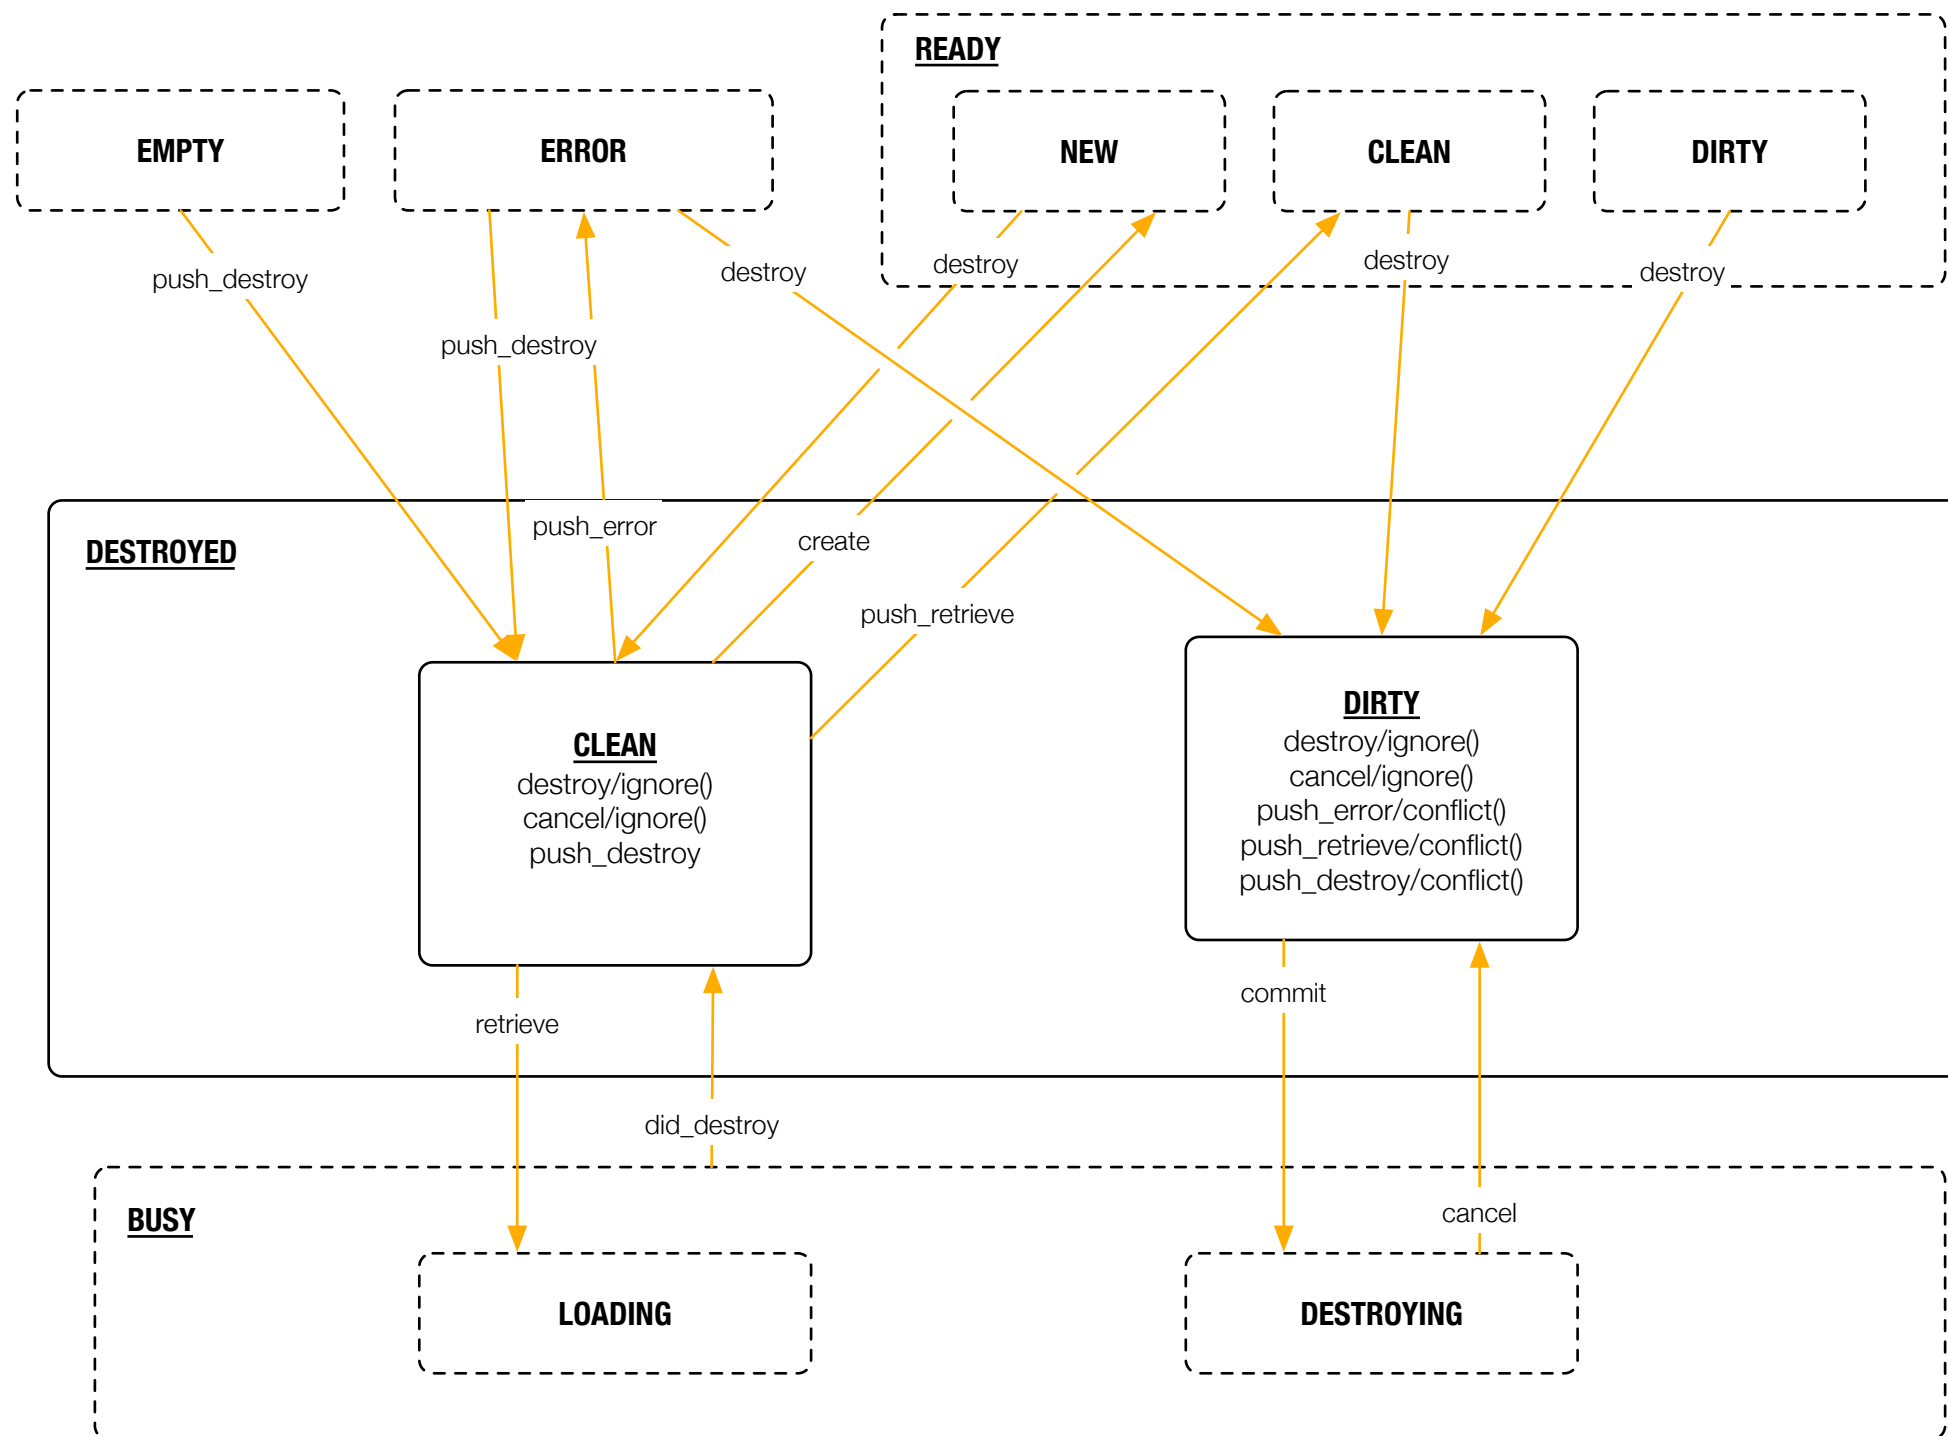 READY
EMPTY
ERROR
NEW
CLEAN
DIRTY
push_destroy
destroy
destroy
destroy
destroy
push_destroy
push_error
create
DESTROYED
push_retrieve
CLEAN
destroy/ignore()
cancel/ignore()
push_destroy
DIRTY
destroy/ignore()
cancel/ignore()
push_error/conflict()
push_retrieve/conflict()
push_destroy/conflict()
retrieve
commit
did_destroy
BUSY
cancel
LOADING
DESTROYING